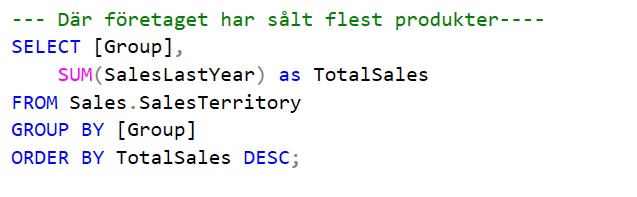 --- Där företaget har sålt flest produkter----
SELECT [Group],
    SUM(SalesLastYear) as TotalSales
FROM Sales.SalesTerritory
GROUP BY [Group]
ORDER BY TotalSales DESC;